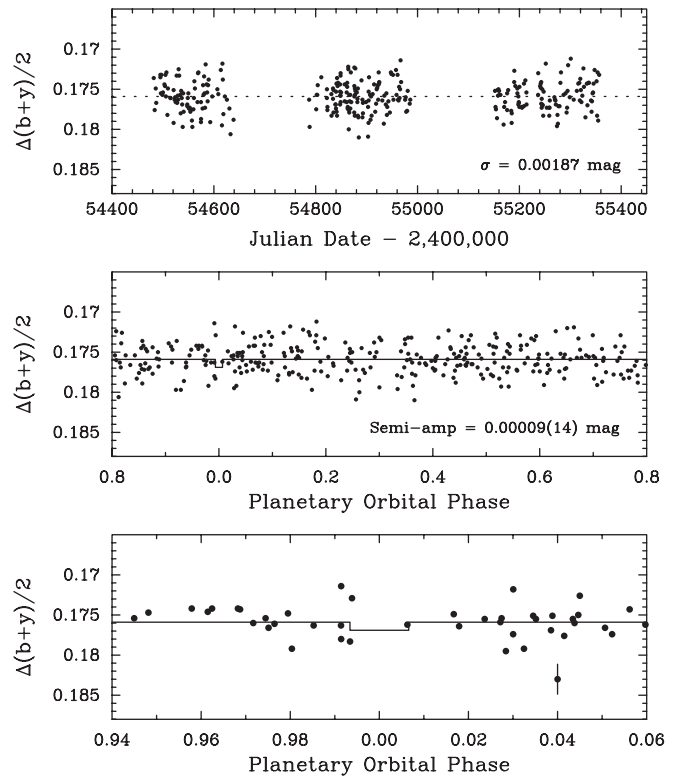 Δ(b+y)/2
0.17
0.175
0.18
0.185
σ = 0.00187 mag
54400 54600 54800 55000 55200 55400
Julian Date − 2,400,000
Δ(b+y)/2
0.17
0.175
0.18
0.185
Semi-amp = 0.00009(14) mag
0.8 0.0 0.2 0.4 0.6 0.8
Planetary Orbital Phase
Δ(b+y)/2
0.17
0.175
0.18
0.185
0.94 0.96 0.98 0.00 0.02 0.04 0.06
Planetary Orbital Phase